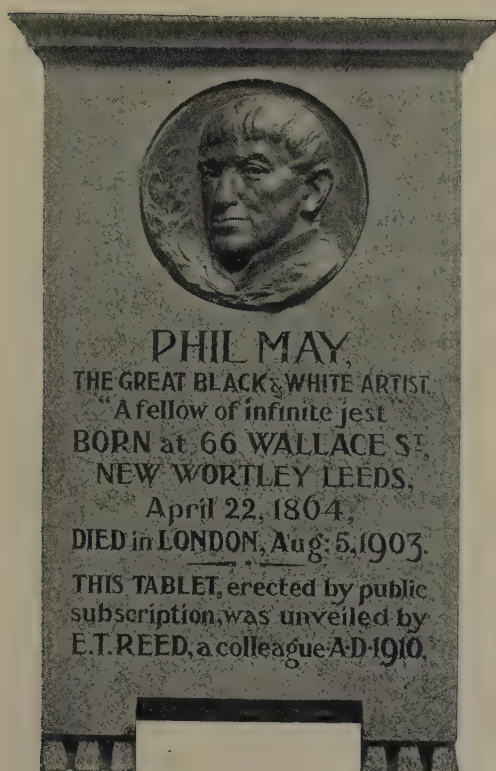 PHIL MAY,
THE GREAT BLACK & WHITE ARTIST.
"A fellow of infinite jest"
BORN at 66 WALLACE ST,
NEW WORTLEY LEEDS,
April 22, 1864,
DIED in LONDON, Aug: 5, 1903.
THIS TABLET, erected by public
subscription, was unveiled by
E.T. REED, a colleague A·D·1910.